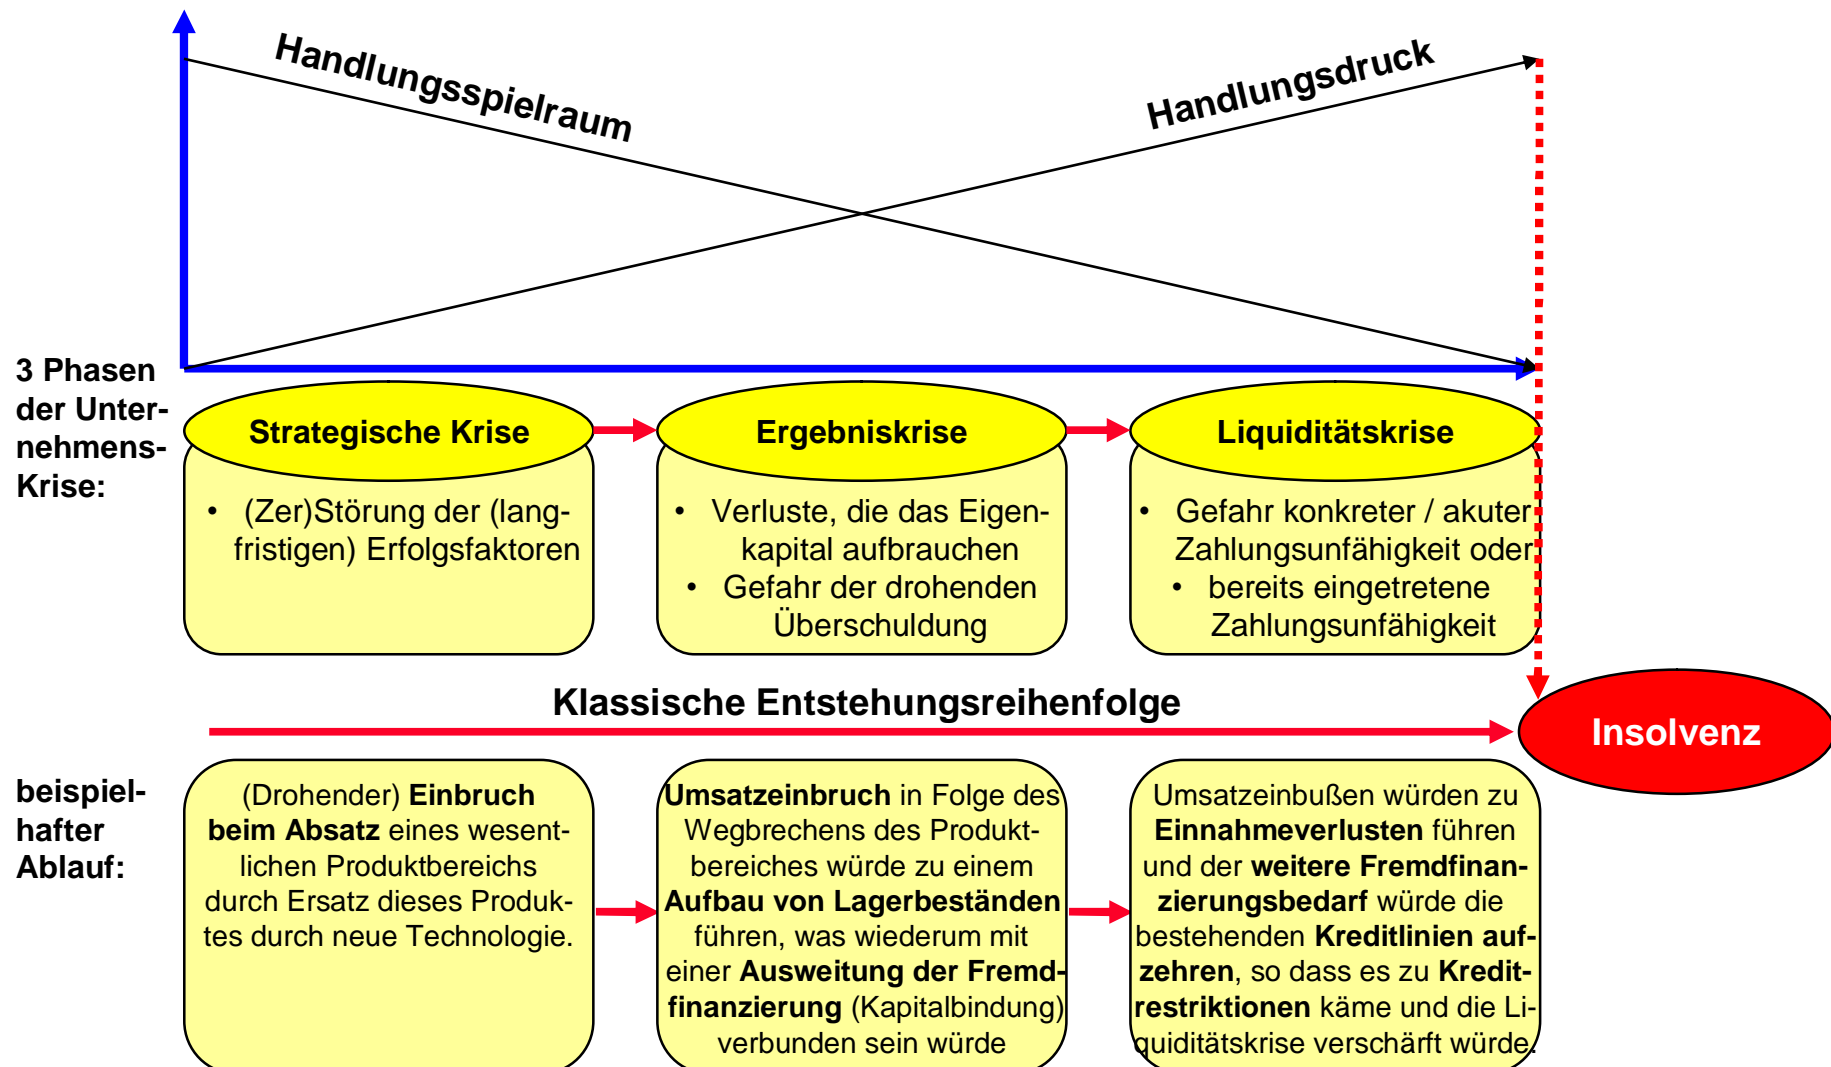 Handlungsspielraum
Handlungsdruck
3 Phasen
der Unter-
nehmens-
Krise:
Strategische Krise
• (Zer)Störung der (lang-
fristigen) Erfolgsfaktoren
Ergebniskrise
• Verluste, die das Eigen-
kapital aufbrauchen
• Gefahr der drohenden
Überschuldung
Liquiditätskrise
• Gefahr konkreter / akuter
Zahlungsunfähigkeit oder
• bereits eingetretene
Zahlungsunfähigkeit
Klassische Entstehungsreihenfolge
Insolvenz
beispiel-
hafter
Ablauf:
(Drohender) Einbruch
beim Absatz eines wesent-
lichen Produktbereichs
durch Ersatz dieses Produk-
tes durch neue Technologie.
Umsatzeinbruch in Folge des
Wegbrechens des Produkt-
bereiches würde zu einem
Aufbau von Lagerbeständen
führen, was wiederum mit
einer Ausweitung der Fremd-
finanzierung (Kapitalbindung)
verbunden sein würde
Umsatzeinbußen würden zu
Einnahmeverlusten führen
und der weitere Fremdfinan-
zierungsbedarf würde die
bestehenden Kreditlinien auf-
zehren, so dass es zu Kredit-
restriktionen käme und die Li-
quiditätskrise verschärft würde.